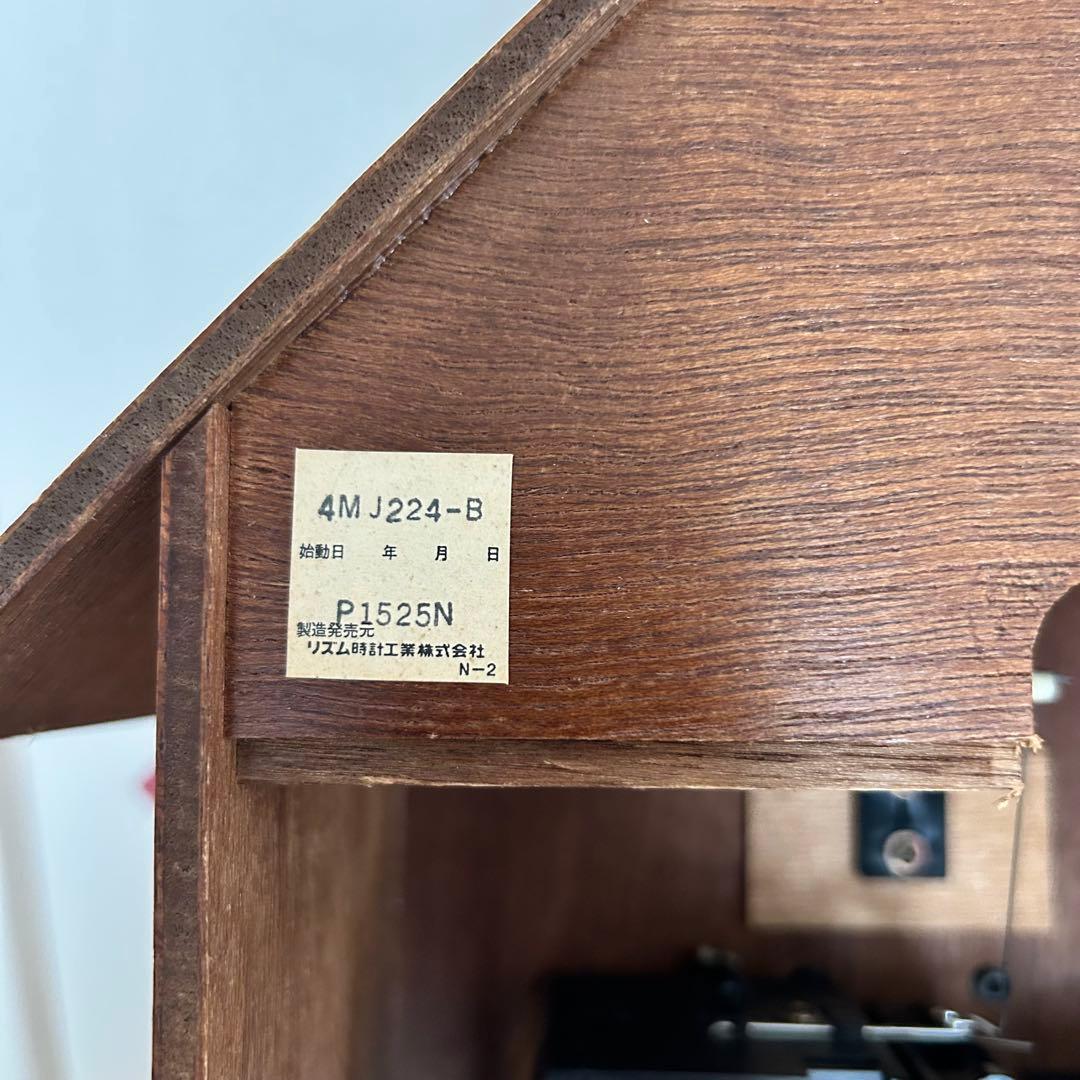 4MJ224-B
始動日 年 月 日
P1525N
製造発売元
リズム時計工業株式会社
N-2